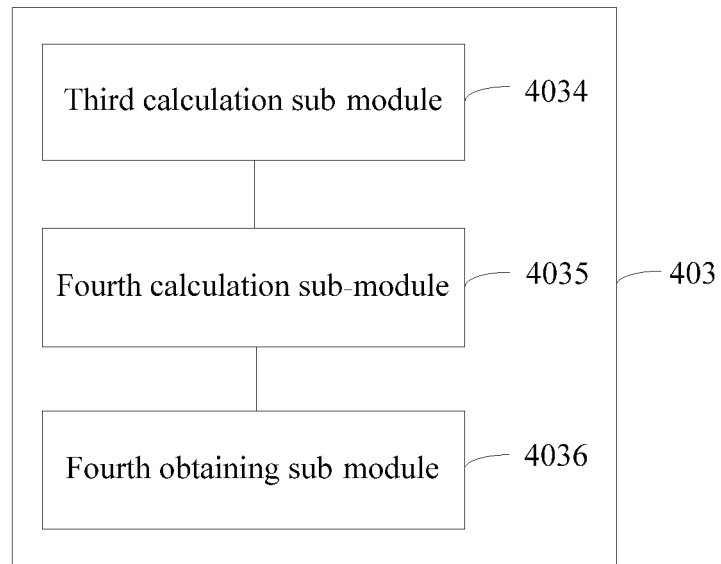 Third calculation sub module
4034
Fourth calculation sub-module
4035
403
Fourth obtaining sub module
4036